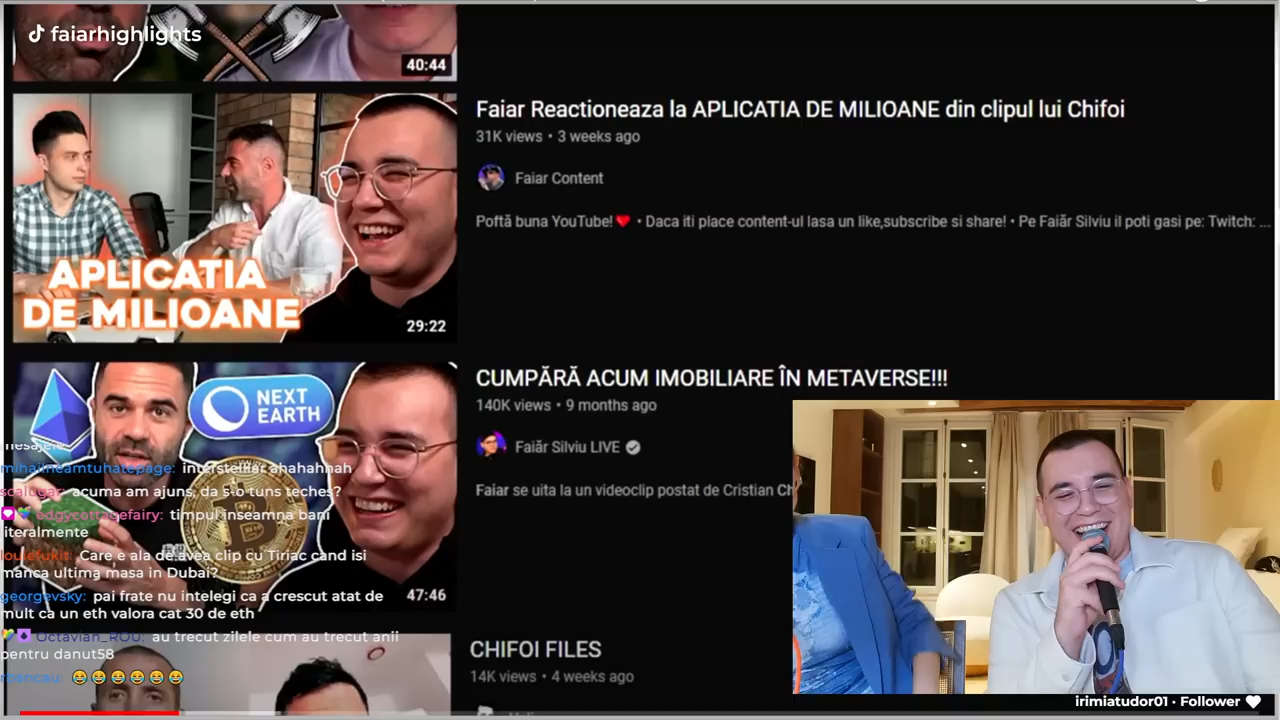 faiarhighlights
40:44
Faiar Reactioneaza la APLICATIA DE MILIOANE din clipul lui Chifoi
31K views • 3 weeks ago
Faiar Content
Poftă buna YouTube! ❤ • Daca iti place content-ul lasa un like,subscribe si share! • Pe Faiăr Silviu il poti gasi pe: Twitch: ...
APLICATIA
DE MILIOANE
29:22
CUMPĂRĂ ACUM IMOBILIARE ÎN METAVERSE!!!
140K views • 9 months ago
Faiăr Silviu LIVE
Faiar se uita la un videoclip postat de Cristian Ch
NEXT
EARTH
47:46
mesajele
mihaineamtuhatepage: interstellar ahahahnah
scalugar: acuma am ajuns, da s-o tuns teches?
edgycottagefairy: timpul inseamna bani
literalmente
louiefukit: Care e ala de avea clip cu Tiriac cand isi
manca ultima masa in Dubai?
georgevsky: pai frate nu intelegi ca a crescut atat de
mult ca un eth valora cat 30 de eth
Octavian_ROU: au trecut zilele cum au trecut anii
pentru danut58
😂😂😂😂😂😂
CHIFOI FILES
14K views • 4 weeks ago
irimiatudor01 · Follower 🤍